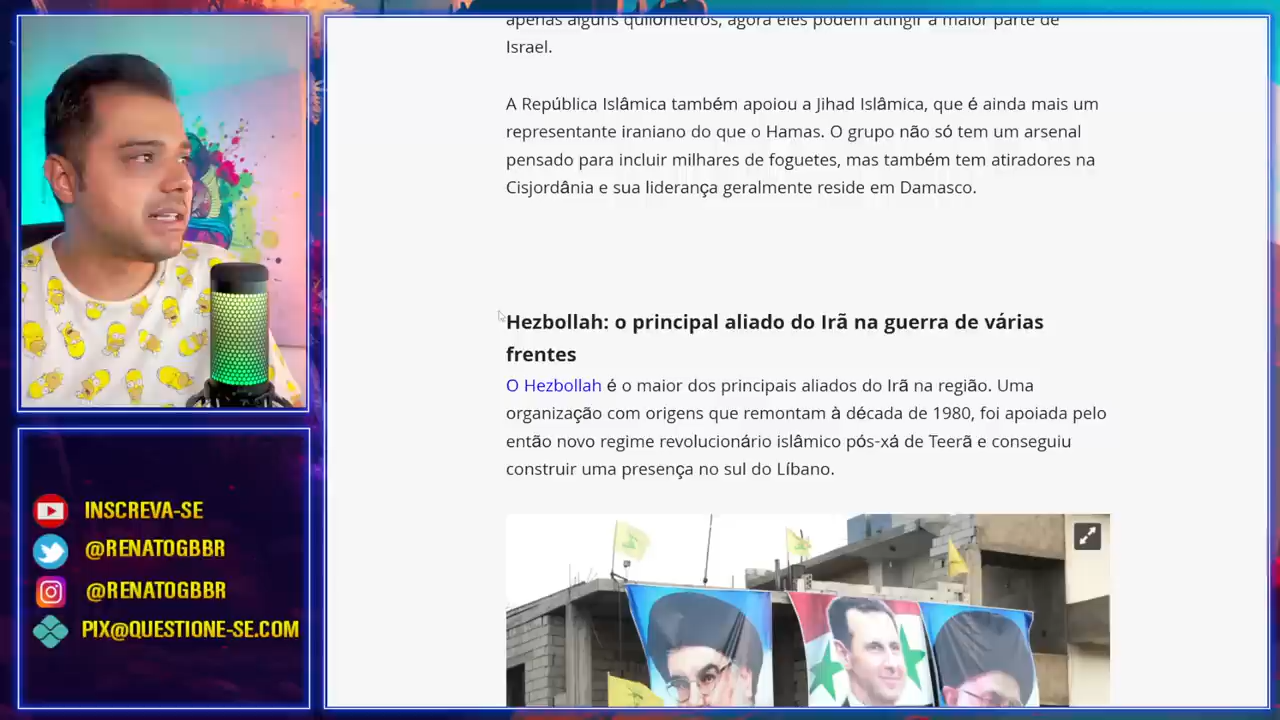 apenas alguns quilômetros, agora eles podem atingir a maior parte de
Israel.
A República Islâmica também apoiou a Jihad Islâmica, que é ainda mais um
representante iraniano do que o Hamas. O grupo não só tem um arsenal
pensado para incluir milhares de foguetes, mas também tem atiradores na
Cisjordânia e sua liderança geralmente reside em Damasco.
Hezbollah: o principal aliado do Irã na guerra de várias
frentes
O Hezbollah é o maior dos principais aliados do Irã na região. Uma
organização com origens que remontam à década de 1980, foi apoiada pelo
então novo regime revolucionário islâmico pós-xá de Teerã e conseguiu
construir uma presença no sul do Líbano.
INSCREVA-SE
@RENATOGBBR
@RENATOGBBR
PIX@QUESTIONE-SE.COM